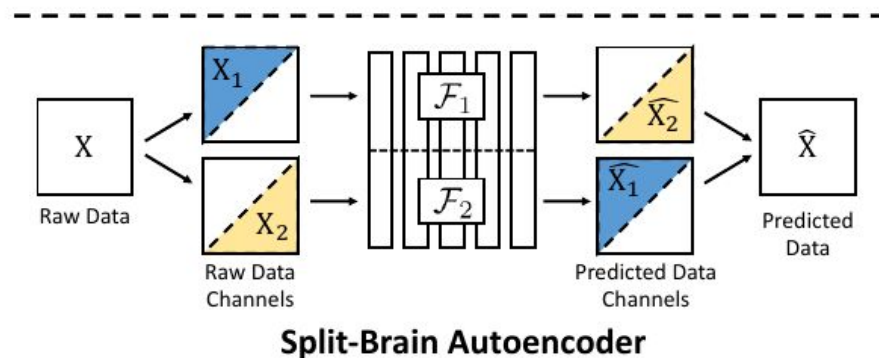 X
Raw Data
X₁
X₂
Raw Data
Channels
ℱ₁
ℱ₂
X̂₂
X̂₁
Predicted Data
Channels
X̂
Predicted
Data
Split-Brain Autoencoder